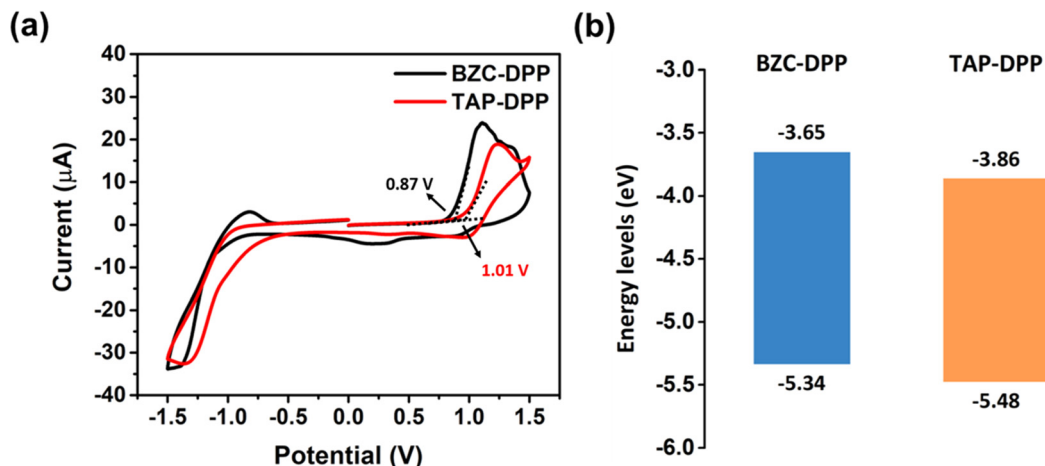 (a)
40
30
20
10
0
-10
-20
-30
-40
Current (μA)
BZC-DPP
TAP-DPP
0.87 V
1.01 V
-1.5 -1.0 -0.5 0.0 0.5 1.0 1.5
Potential (V)
(b)
-3.0
-3.5
-4.0
-4.5
-5.0
-5.5
-6.0
Energy levels (eV)
BZC-DPP TAP-DPP
-3.65
-3.86
-5.34
-5.48